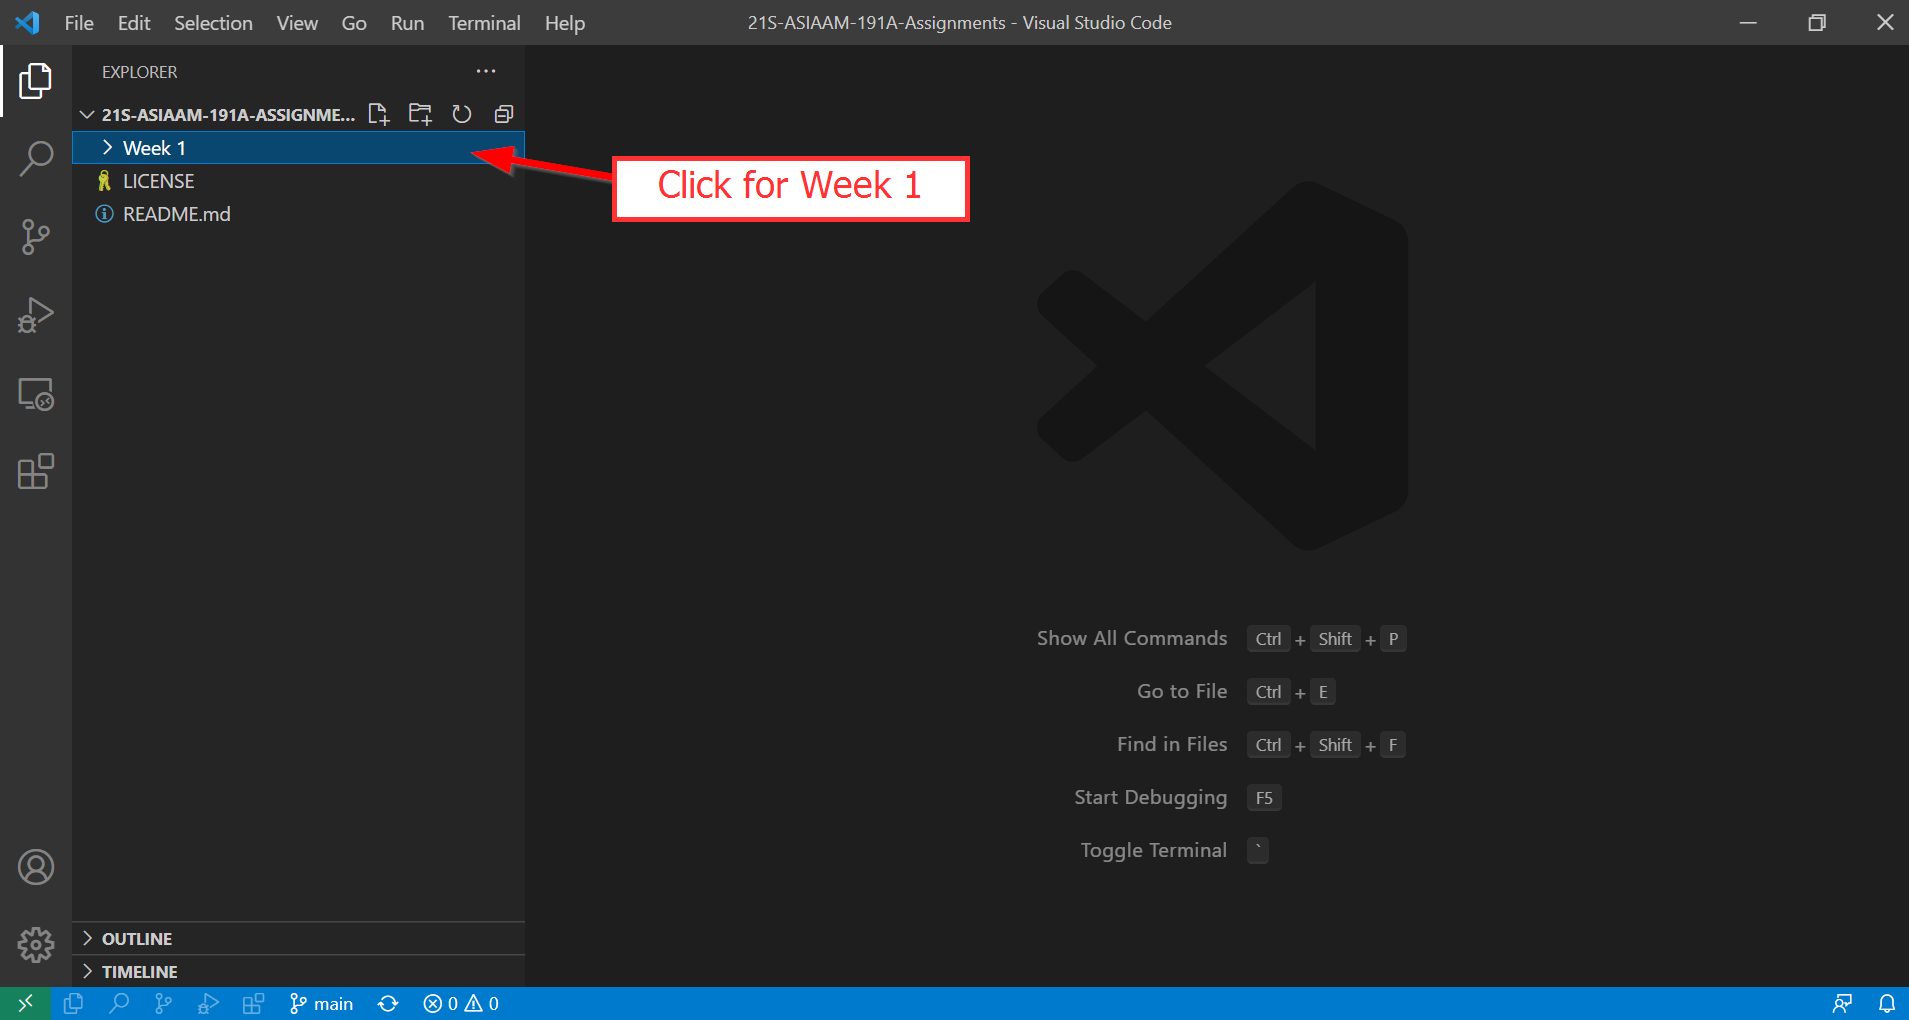 File Edit Selection View Go Run Terminal Help
21S-ASIAAM-191A-Assignments - Visual Studio Code
EXPLORER
21S-ASIAAM-191A-ASSIGNME...
Week 1
LICENSE
README.md
Click for Week 1
Show All Commands Ctrl + Shift + P
Go to File Ctrl + E
Find in Files Ctrl + Shift + F
Start Debugging F5
Toggle Terminal `
OUTLINE
TIMELINE
main 0 0